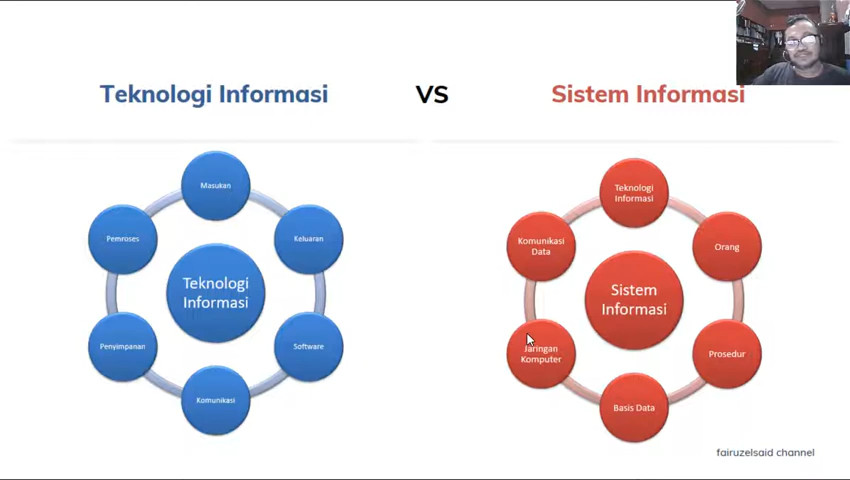 Teknologi Informasi
VS
Sistem Informasi
Masukan
Pemroses
Keluaran
Teknologi
Informasi
Penyimpanan
Software
Komunikasi
Teknologi
Informasi
Komunikasi
Data
Orang
Sistem
Informasi
Jaringan
Komputer
Prosedur
Basis Data
fairuzelsaid channel